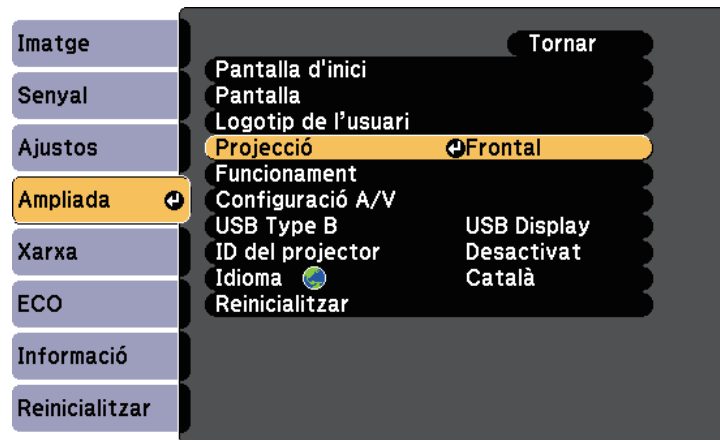 Imatge
Senyal
Ajustos
Ampliada
Xarxa
ECO
Informació
Reinicialitzar
Tornar
Pantalla d'inici
Pantalla
Logotip de l’usuari
Projecció Frontal
Funcionament
Configuració A/V
USB Type B USB Display
ID del projector Desactivat
Idioma Català
Reinicialitzar